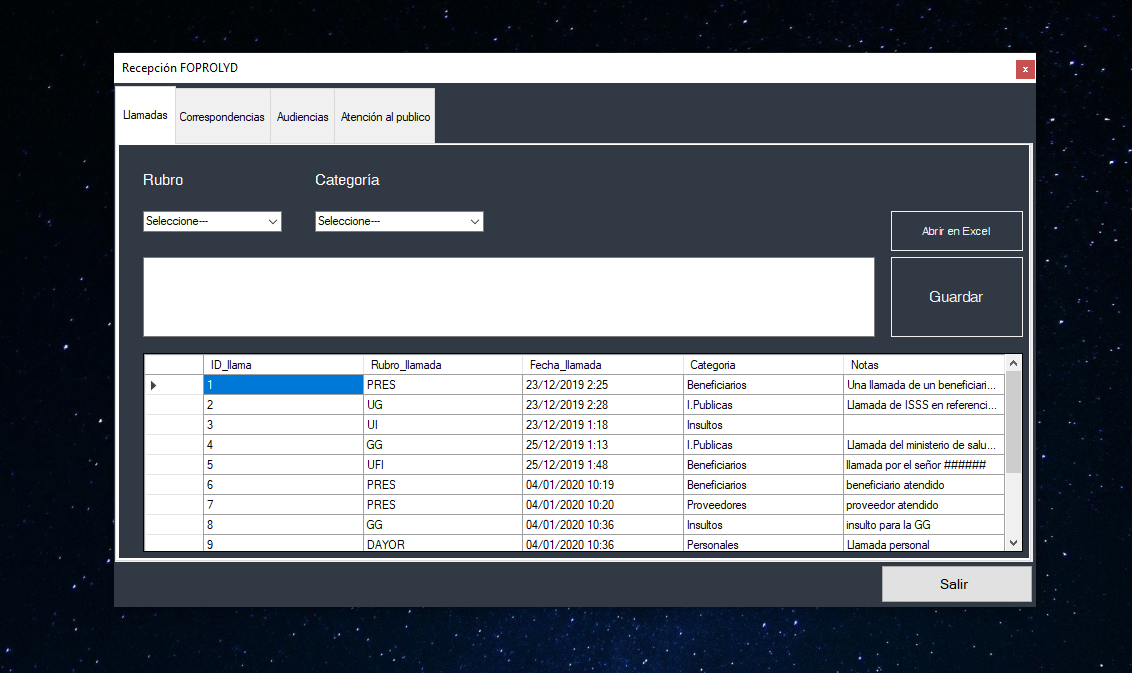 Recepción FOPROLYD
x
Llamadas Correspondencias Audiencias Atención al publico
Rubro Categoría
Seleccione--- Seleccione---
Abrir en Excel
Guardar
ID_llama Rubro_llamada Fecha_llamada Categoria Notas
1 PRES 23/12/2019 2:25 Beneficiarios Una llamada de un beneficiari...
2 UG 23/12/2019 2:28 I.Publicas Llamada de ISSS en referenci...
3 UI 23/12/2019 1:18 Insultos
4 GG 25/12/2019 1:13 I.Publicas Llamada del ministerio de salu...
5 UFI 25/12/2019 1:48 Beneficiarios llamada por el señor ######
6 PRES 04/01/2020 10:19 Beneficiarios beneficiario atendido
7 PRES 04/01/2020 10:20 Proveedores proveedor atendido
8 GG 04/01/2020 10:36 Insultos insulto para la GG
9 DAYOR 04/01/2020 10:36 Personales Llamada personal
Salir